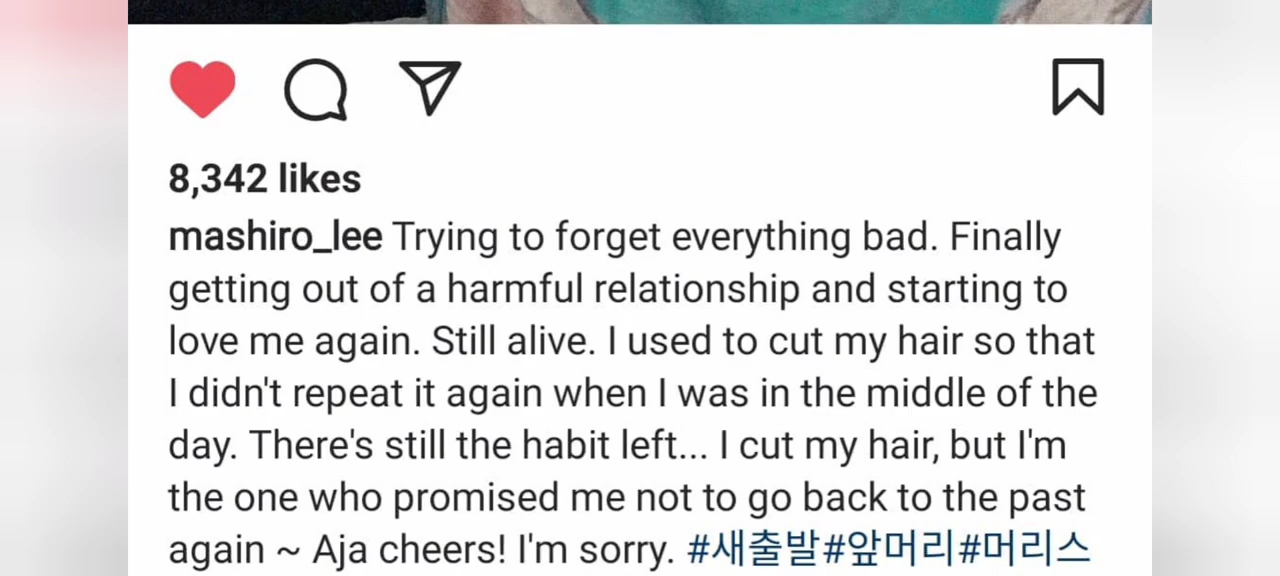 8,342 likes
mashiro_lee Trying to forget everything bad. Finally
getting out of a harmful relationship and starting to
love me again. Still alive. I used to cut my hair so that
I didn't repeat it again when I was in the middle of the
day. There's still the habit left... I cut my hair, but I'm
the one who promised me not to go back to the past
again ~ Aja cheers! I'm sorry. #새출발#앞머리#머리스